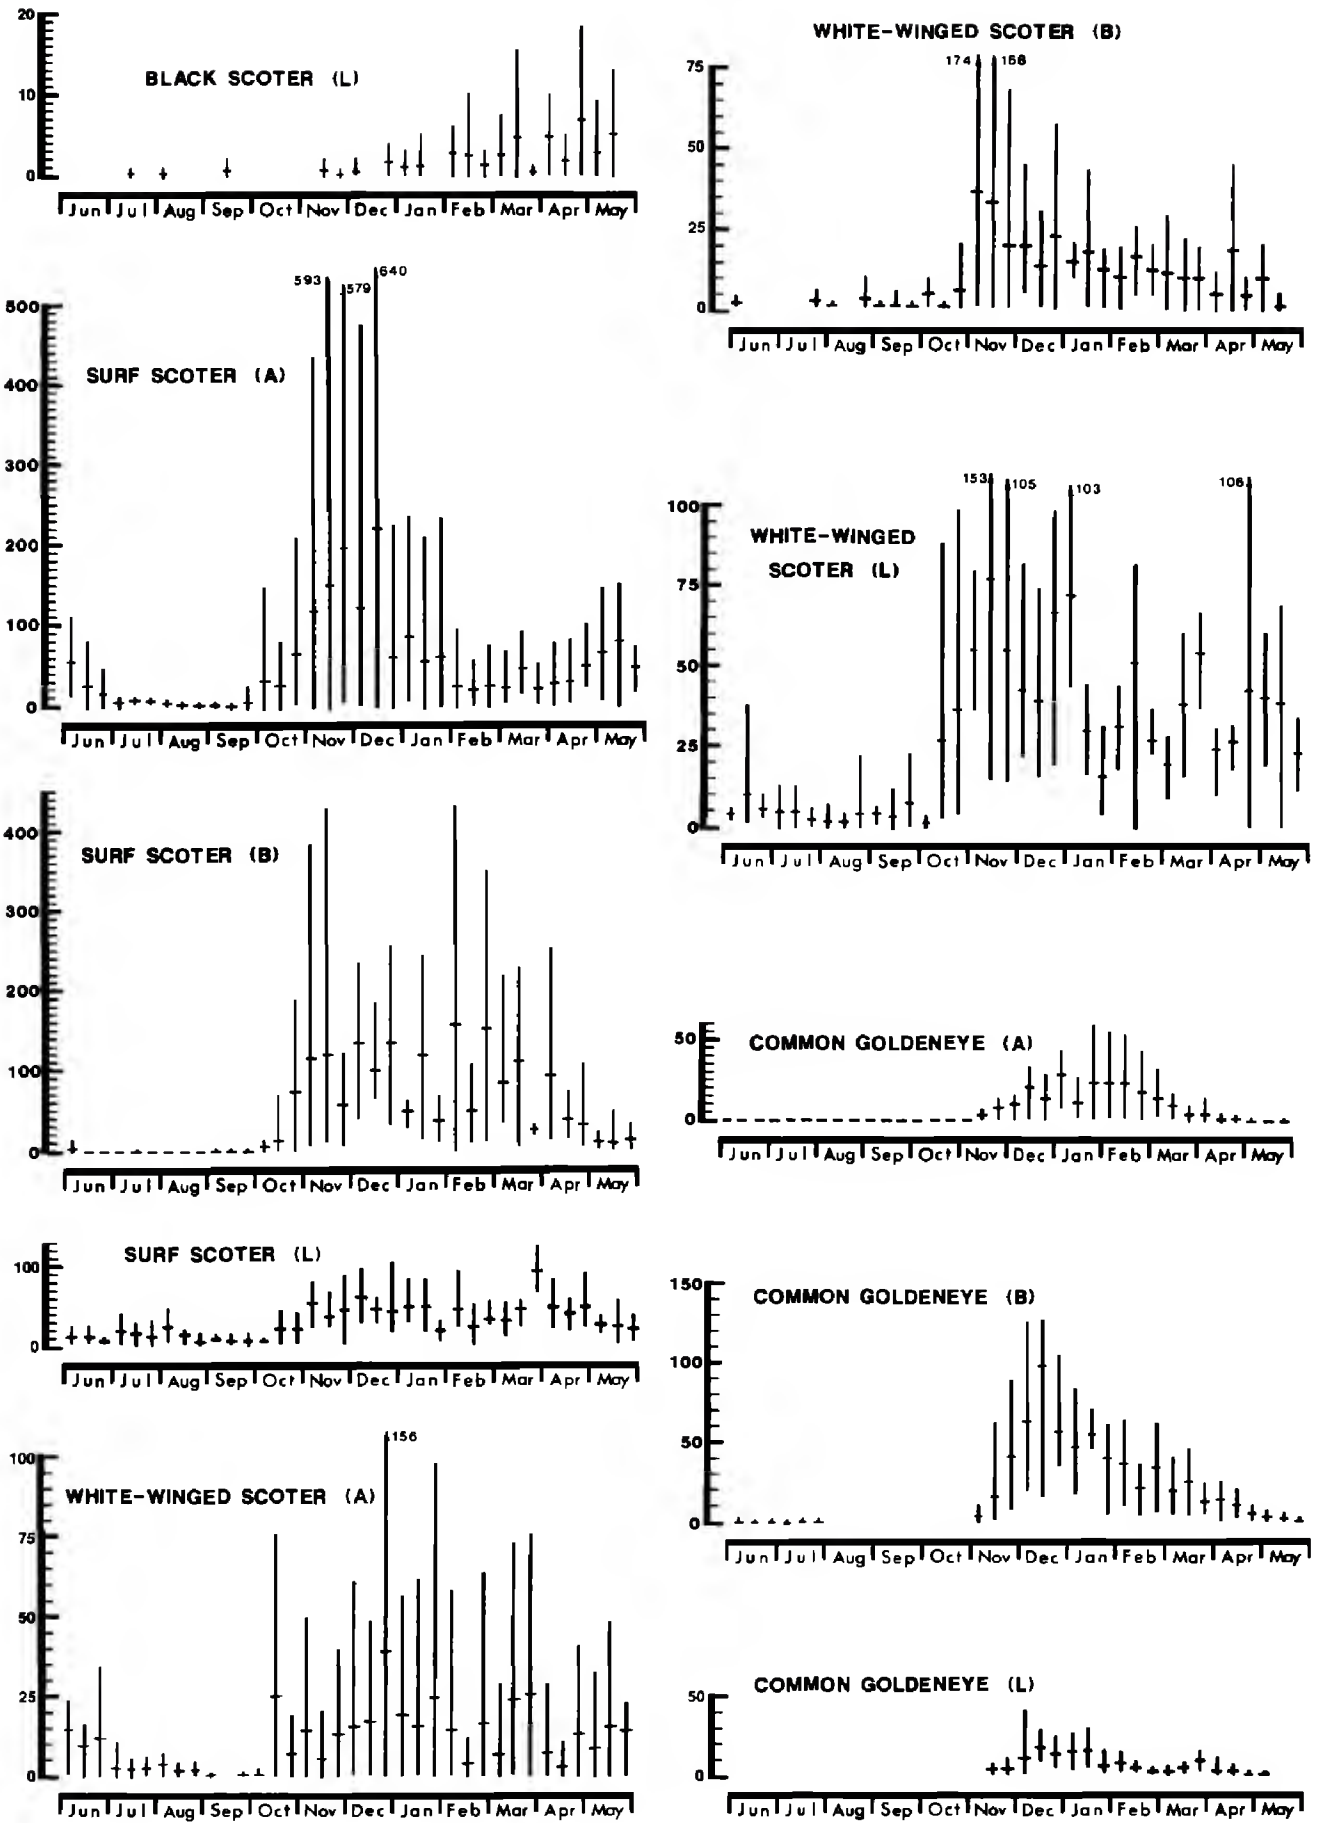 BLACK SCOTER (L)
20
10
0
Jun Jul Aug Sep Oct Nov Dec Jan Feb Mar Apr May
SURF SCOTER (A)
593 579 640
500
400
300
200
100
0
Jun Jul Aug Sep Oct Nov Dec Jan Feb Mar Apr May
SURF SCOTER (B)
400
300
200
100
0
Jun Jul Aug Sep Oct Nov Dec Jan Feb Mar Apr May
SURF SCOTER (L)
100
0
Jun Jul Aug Sep Oct Nov Dec Jan Feb Mar Apr May
WHITE-WINGED SCOTER (A)
156
100
75
50
25
0
Jun Jul Aug Sep Oct Nov Dec Jan Feb Mar Apr May
WHITE-WINGED SCOTER (B)
174 158
75
50
25
0
Jun Jul Aug Sep Oct Nov Dec Jan Feb Mar Apr May
WHITE-WINGED
SCOTER (L)
153 105 103 106
100
75
50
25
0
Jun Jul Aug Sep Oct Nov Dec Jan Feb Mar Apr May
COMMON GOLDENEYE (A)
50
0
Jun Jul Aug Sep Oct Nov Dec Jan Feb Mar Apr May
COMMON GOLDENEYE (B)
150
100
50
0
Jun Jul Aug Sep Oct Nov Dec Jan Feb Mar Apr May
COMMON GOLDENEYE (L)
50
0
Jun Jul Aug Sep Oct Nov Dec Jan Feb Mar Apr May